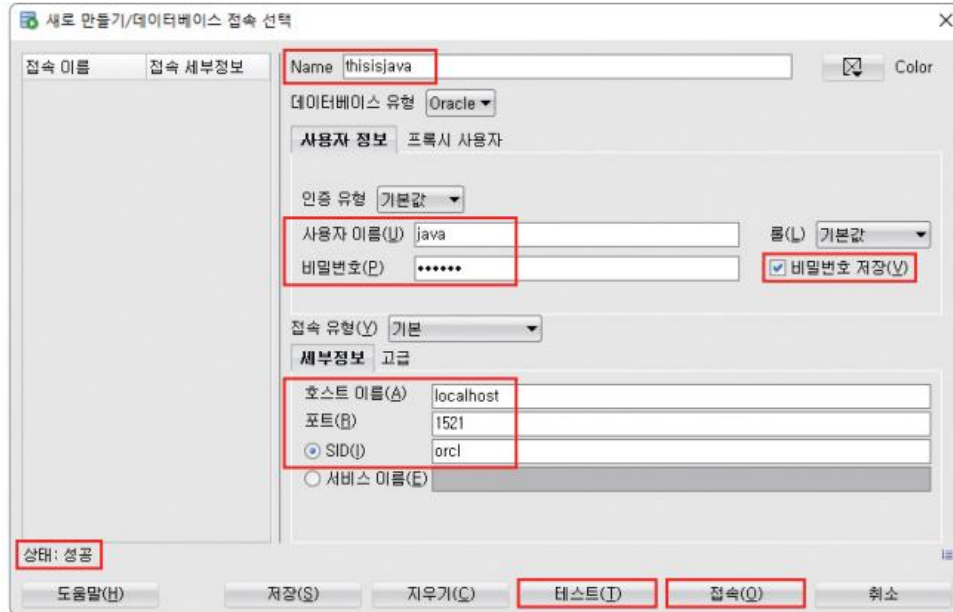 새로 만들기/데이터베이스 접속 선택
접속 이름 접속 세부정보
Name thisisjava Color
데이터베이스 유형 Oracle
사용자 정보 프록시 사용자
인증 유형 기본값
사용자 이름(U) java 롤(L) 기본값
비밀번호(P) •••••• 비밀번호 저장(V)
접속 유형(Y) 기본
세부정보 고급
호스트 이름(A) localhost
포트(R) 1521
SID(I) orcl
서비스 이름(E)
상태: 성공
도움말(H) 저장(S) 지우기(C) 테스트(T) 접속(O) 취소